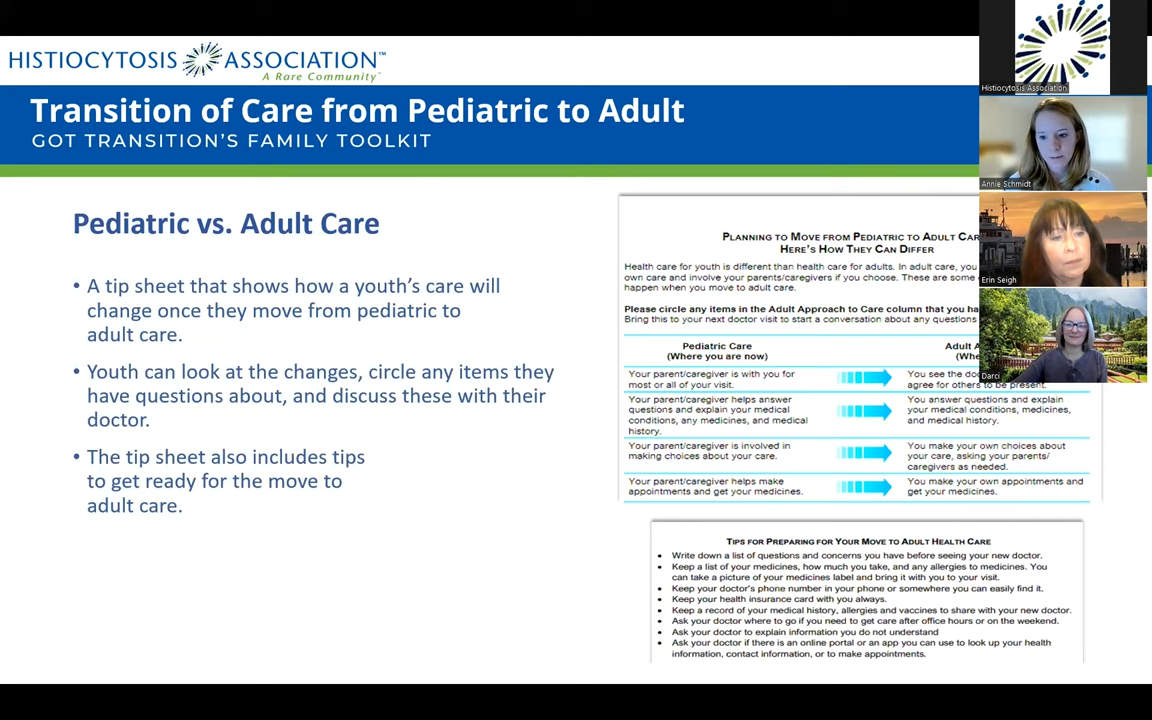 HISTIOCYTOSIS ASSOCIATION™
A Rare Community™
Transition of Care from Pediatric to Adult
GOT TRANSITION'S FAMILY TOOLKIT
Pediatric vs. Adult Care
• A tip sheet that shows how a youth's care will
change once they move from pediatric to
adult care.
• Youth can look at the changes, circle any items they
have questions about, and discuss these with their
doctor.
• The tip sheet also includes tips
to get ready for the move to
adult care.
PLANNING TO MOVE FROM PEDIATRIC TO ADULT CAR
HERE'S HOW THEY CAN DIFFER
Health care for youth is different than health care for adults. In adult care, you
own care and involve your parents/caregivers if you choose. These are some
happen when you move to adult care.
Please circle any items in the Adult Approach to Care column that you ha
Bring this to your next doctor visit to start a conversation about any questions
Pediatric Care
(Where you are now)
Adult A
(Whe
Your parent/caregiver is with you for
most or all of your visit.
You see the doc
agree for others to be present.
Your parent/caregiver helps answer
questions and explain your medical
conditions, any medicines, and medical
history.
You answer questions and explain
your medical conditions, medicines,
and medical history.
Your parent/caregiver is involved in
making choices about your care.
You make your own choices about
your care, asking your parents/
caregivers as needed.
Your parent/caregiver helps make
appointments and get your medicines.
You make your own appointments and
get your medicines.
TIPS FOR PREPARING FOR YOUR MOVE TO ADULT HEALTH CARE
• Write down a list of questions and concerns you have before seeing your new doctor.
• Keep a list of your medicines, how much you take, and any allergies to medicines. You
can take a picture of your medicines label and bring it with you to your visit.
• Keep your doctor's phone number in your phone or somewhere you can easily find it.
• Keep your health insurance card with you always.
• Keep a record of your medical history, allergies and vaccines to share with your new doctor.
• Ask your doctor where to go if you need to get care after office hours or on the weekend.
• Ask your doctor to explain information you do not understand
• Ask your doctor if there is an online portal or an app you can use to look up your health
information, contact information, or to make appointments.
Histiocytosis Association
Annie Schmidt
Erin Seigh
Darci